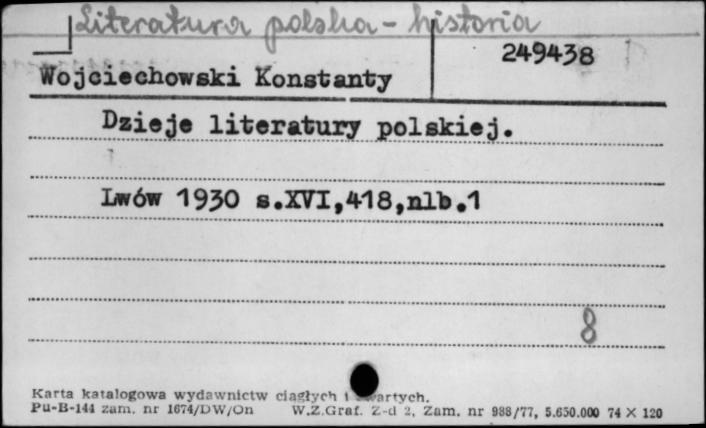 Literatura polska - historia
249438
Wojciechowski Konstanty
Dzieje literatury polskiej.
Lwów 1930 s.XVI,418,nlb.1
8
Karta katalogowa wydawnictw ciągłych i zwartych.
Pu-B-144 zam. nr 1674/DW/On W.Z.Graf. Z-d 2, Zam. nr 988/77, 5.650.000 74 X 120